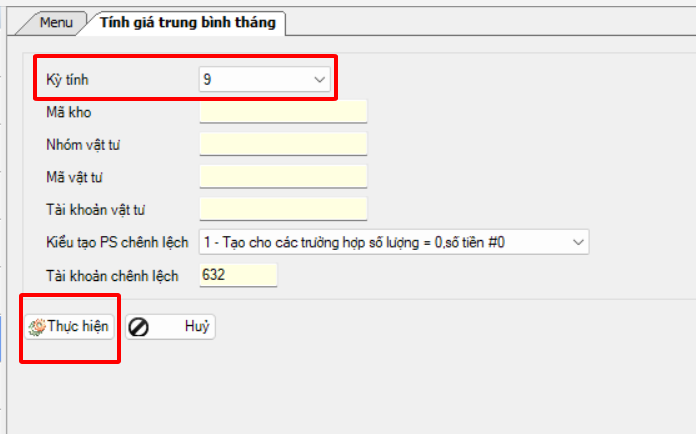 Menu Tính giá trung bình tháng
Kỳ tính 9
Mã kho
Nhóm vật tư
Mã vật tư
Tài khoản vật tư
Kiểu tạo PS chênh lệch 1 - Tạo cho các trường hợp số lượng = 0,số tiền #0
Tài khoản chênh lệch 632
Thực hiện Huỷ